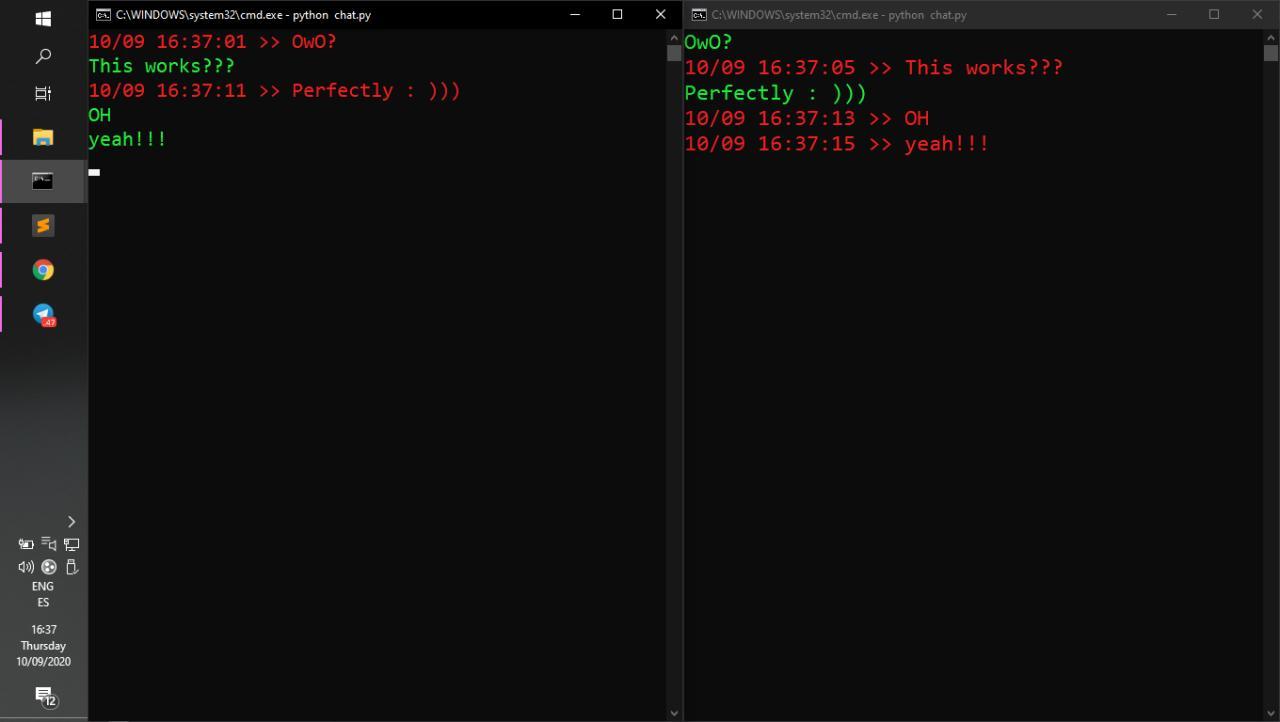 C:\WINDOWS\system32\cmd.exe - python  chat.py
10/09 16:37:01 >> OwO?
This works???
10/09 16:37:11 >> Perfectly : )))
OH
yeah!!!
C:\WINDOWS\system32\cmd.exe - python  chat.py
OwO?
10/09 16:37:05 >> This works???
Perfectly : )))
10/09 16:37:13 >> OH
10/09 16:37:15 >> yeah!!!
47
ENG
ES
16:37
Thursday
10/09/2020
12